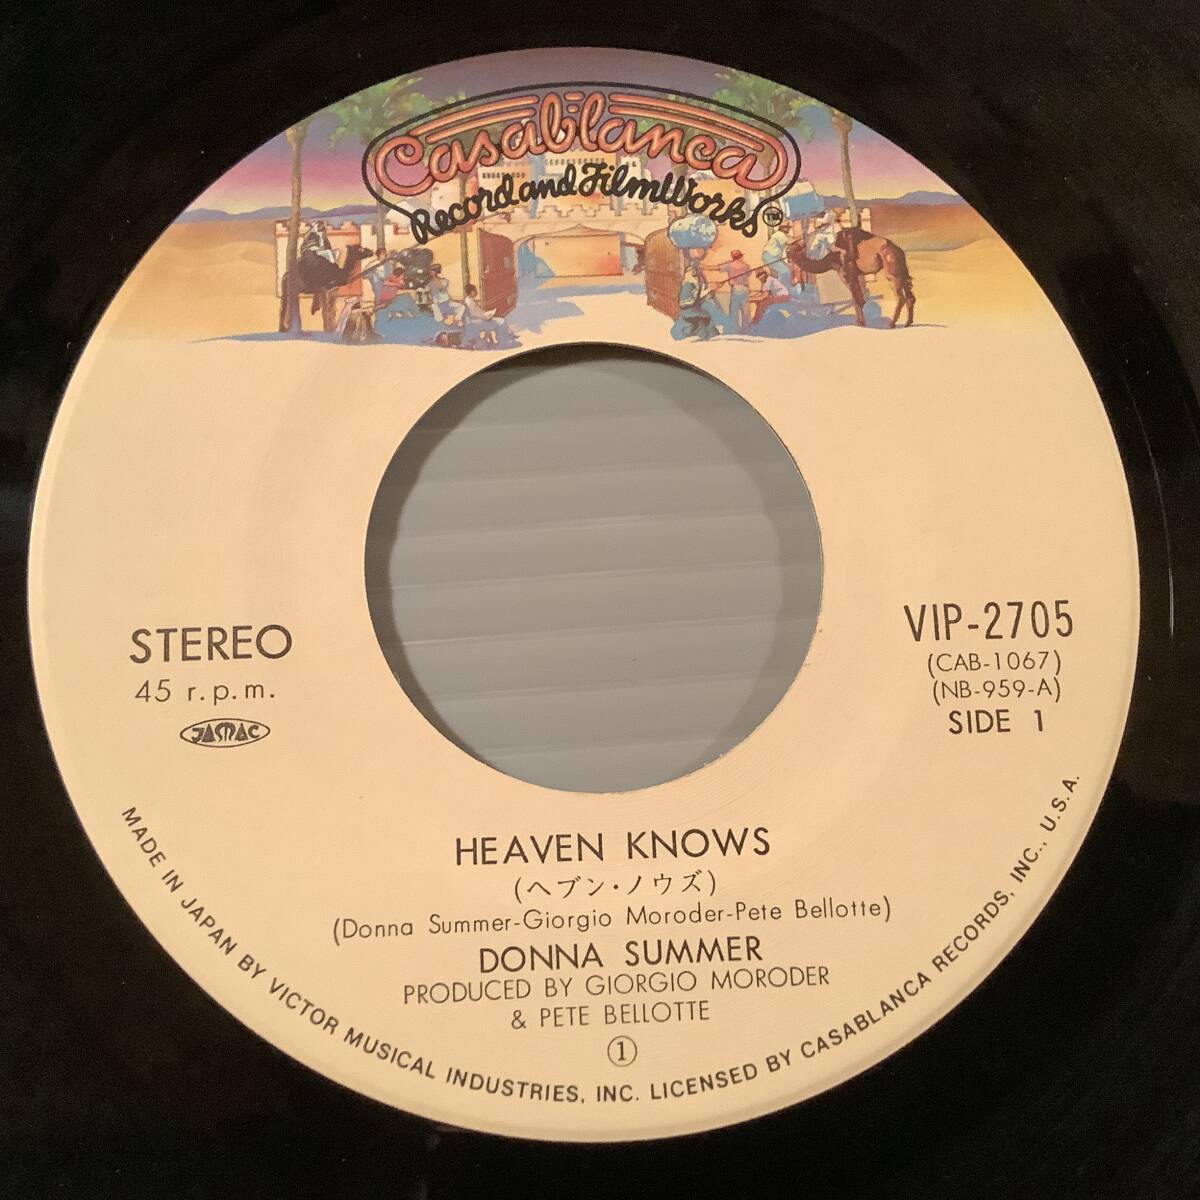 Casablanca
Record and FilmWorks™
STEREO
45 r.p.m.
JASRAC
VIP-2705
(CAB-1067)
(NB-959-A)
SIDE 1
HEAVEN KNOWS
(ヘブン・ノウズ)
(Donna Summer-Giorgio Moroder-Pete Bellotte)
DONNA SUMMER
PRODUCED BY GIORGIO MORODER
& PETE BELLOTTE
①
MADE IN JAPAN BY VICTOR MUSICAL INDUSTRIES, INC. LICENSED BY CASABLANCA RECORDS, INC., U.S.A.